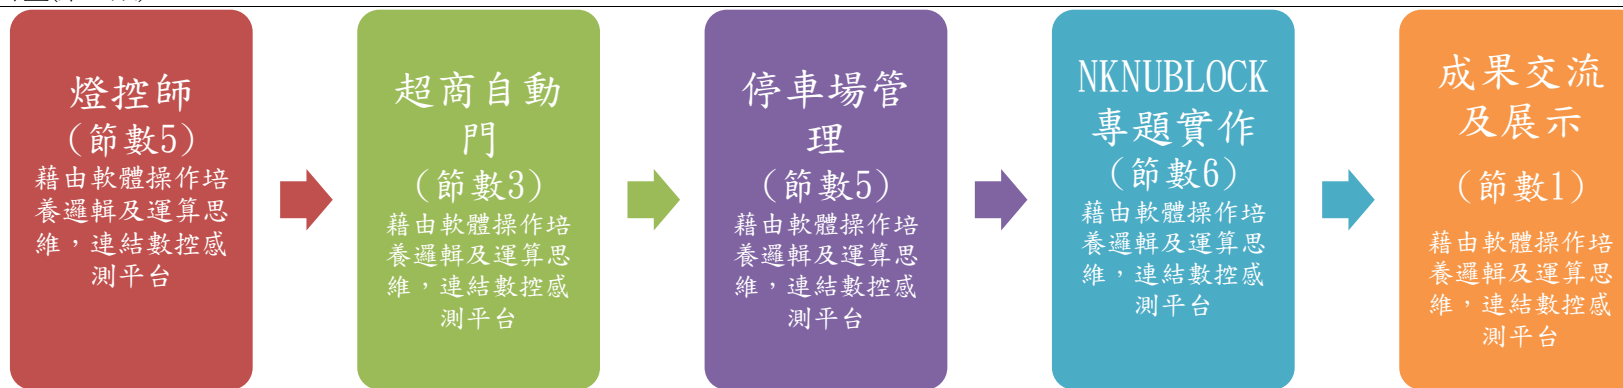 燈控師
(節數5)
藉由軟體操作培
養邏輯及運算思
維，連結數控感
測平台
超商自動
門
(節數3)
藉由軟體操作培
養邏輯及運算思
維，連結數控感
測平台
停車場管
理
(節數5)
藉由軟體操作培
養邏輯及運算思
維，連結數控感
測平台
NKNUBLOCK
專題實作
(節數6)
藉由軟體操作培
養邏輯及運算思
維，連結數控感
測平台
成果交流
及展示
(節數1)
藉由軟體操作培
養邏輯及運算思
維，連結數控感
測平台